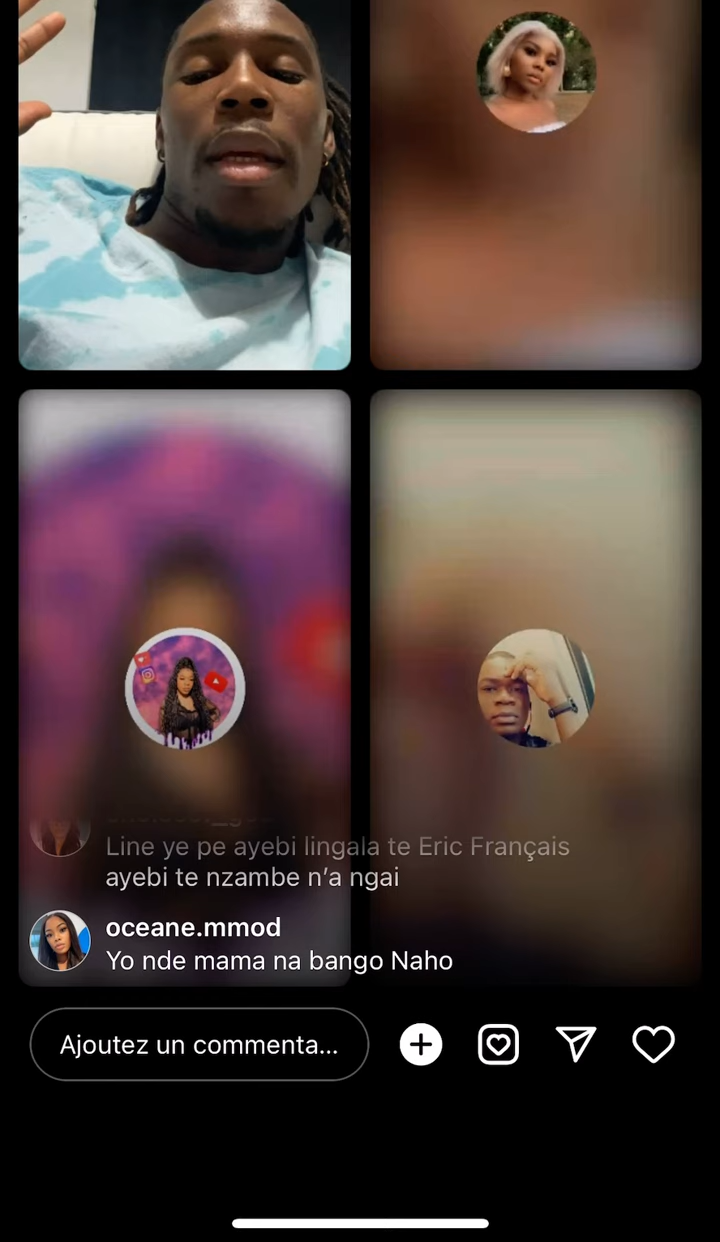 Line ye pe ayebi lingala te Eric Français
ayebi te nzambe n’a ngai
oceane.mmod
Yo nde mama na bango Naho
Ajoutez un commenta...